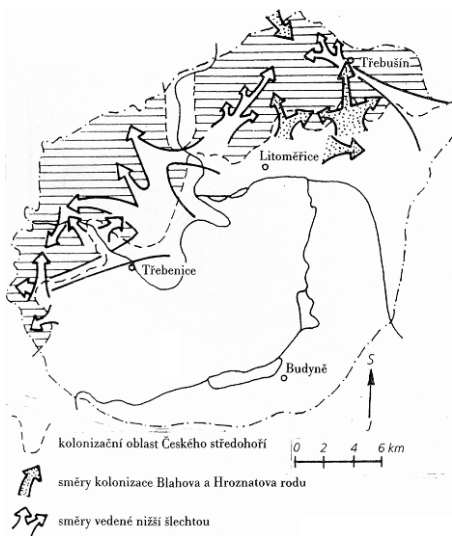 Třebušín
Litoměřice
Třebenice
Budyně
S
J
0 2 4 6 km
kolonizační oblast Českého středohoří
směry kolonizace Blahova a Hroznatova rodu
směry vedené nižší šlechtou